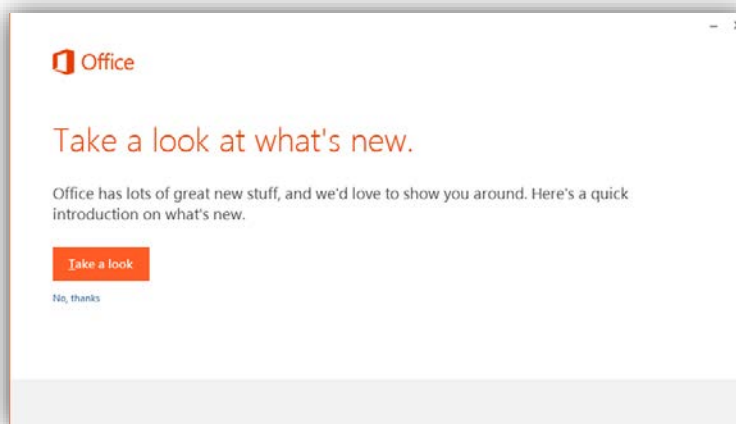 Office
Take a look at what's new.
Office has lots of great new stuff, and we'd love to show you around. Here's a quick
introduction on what's new.
Take a look
No, thanks